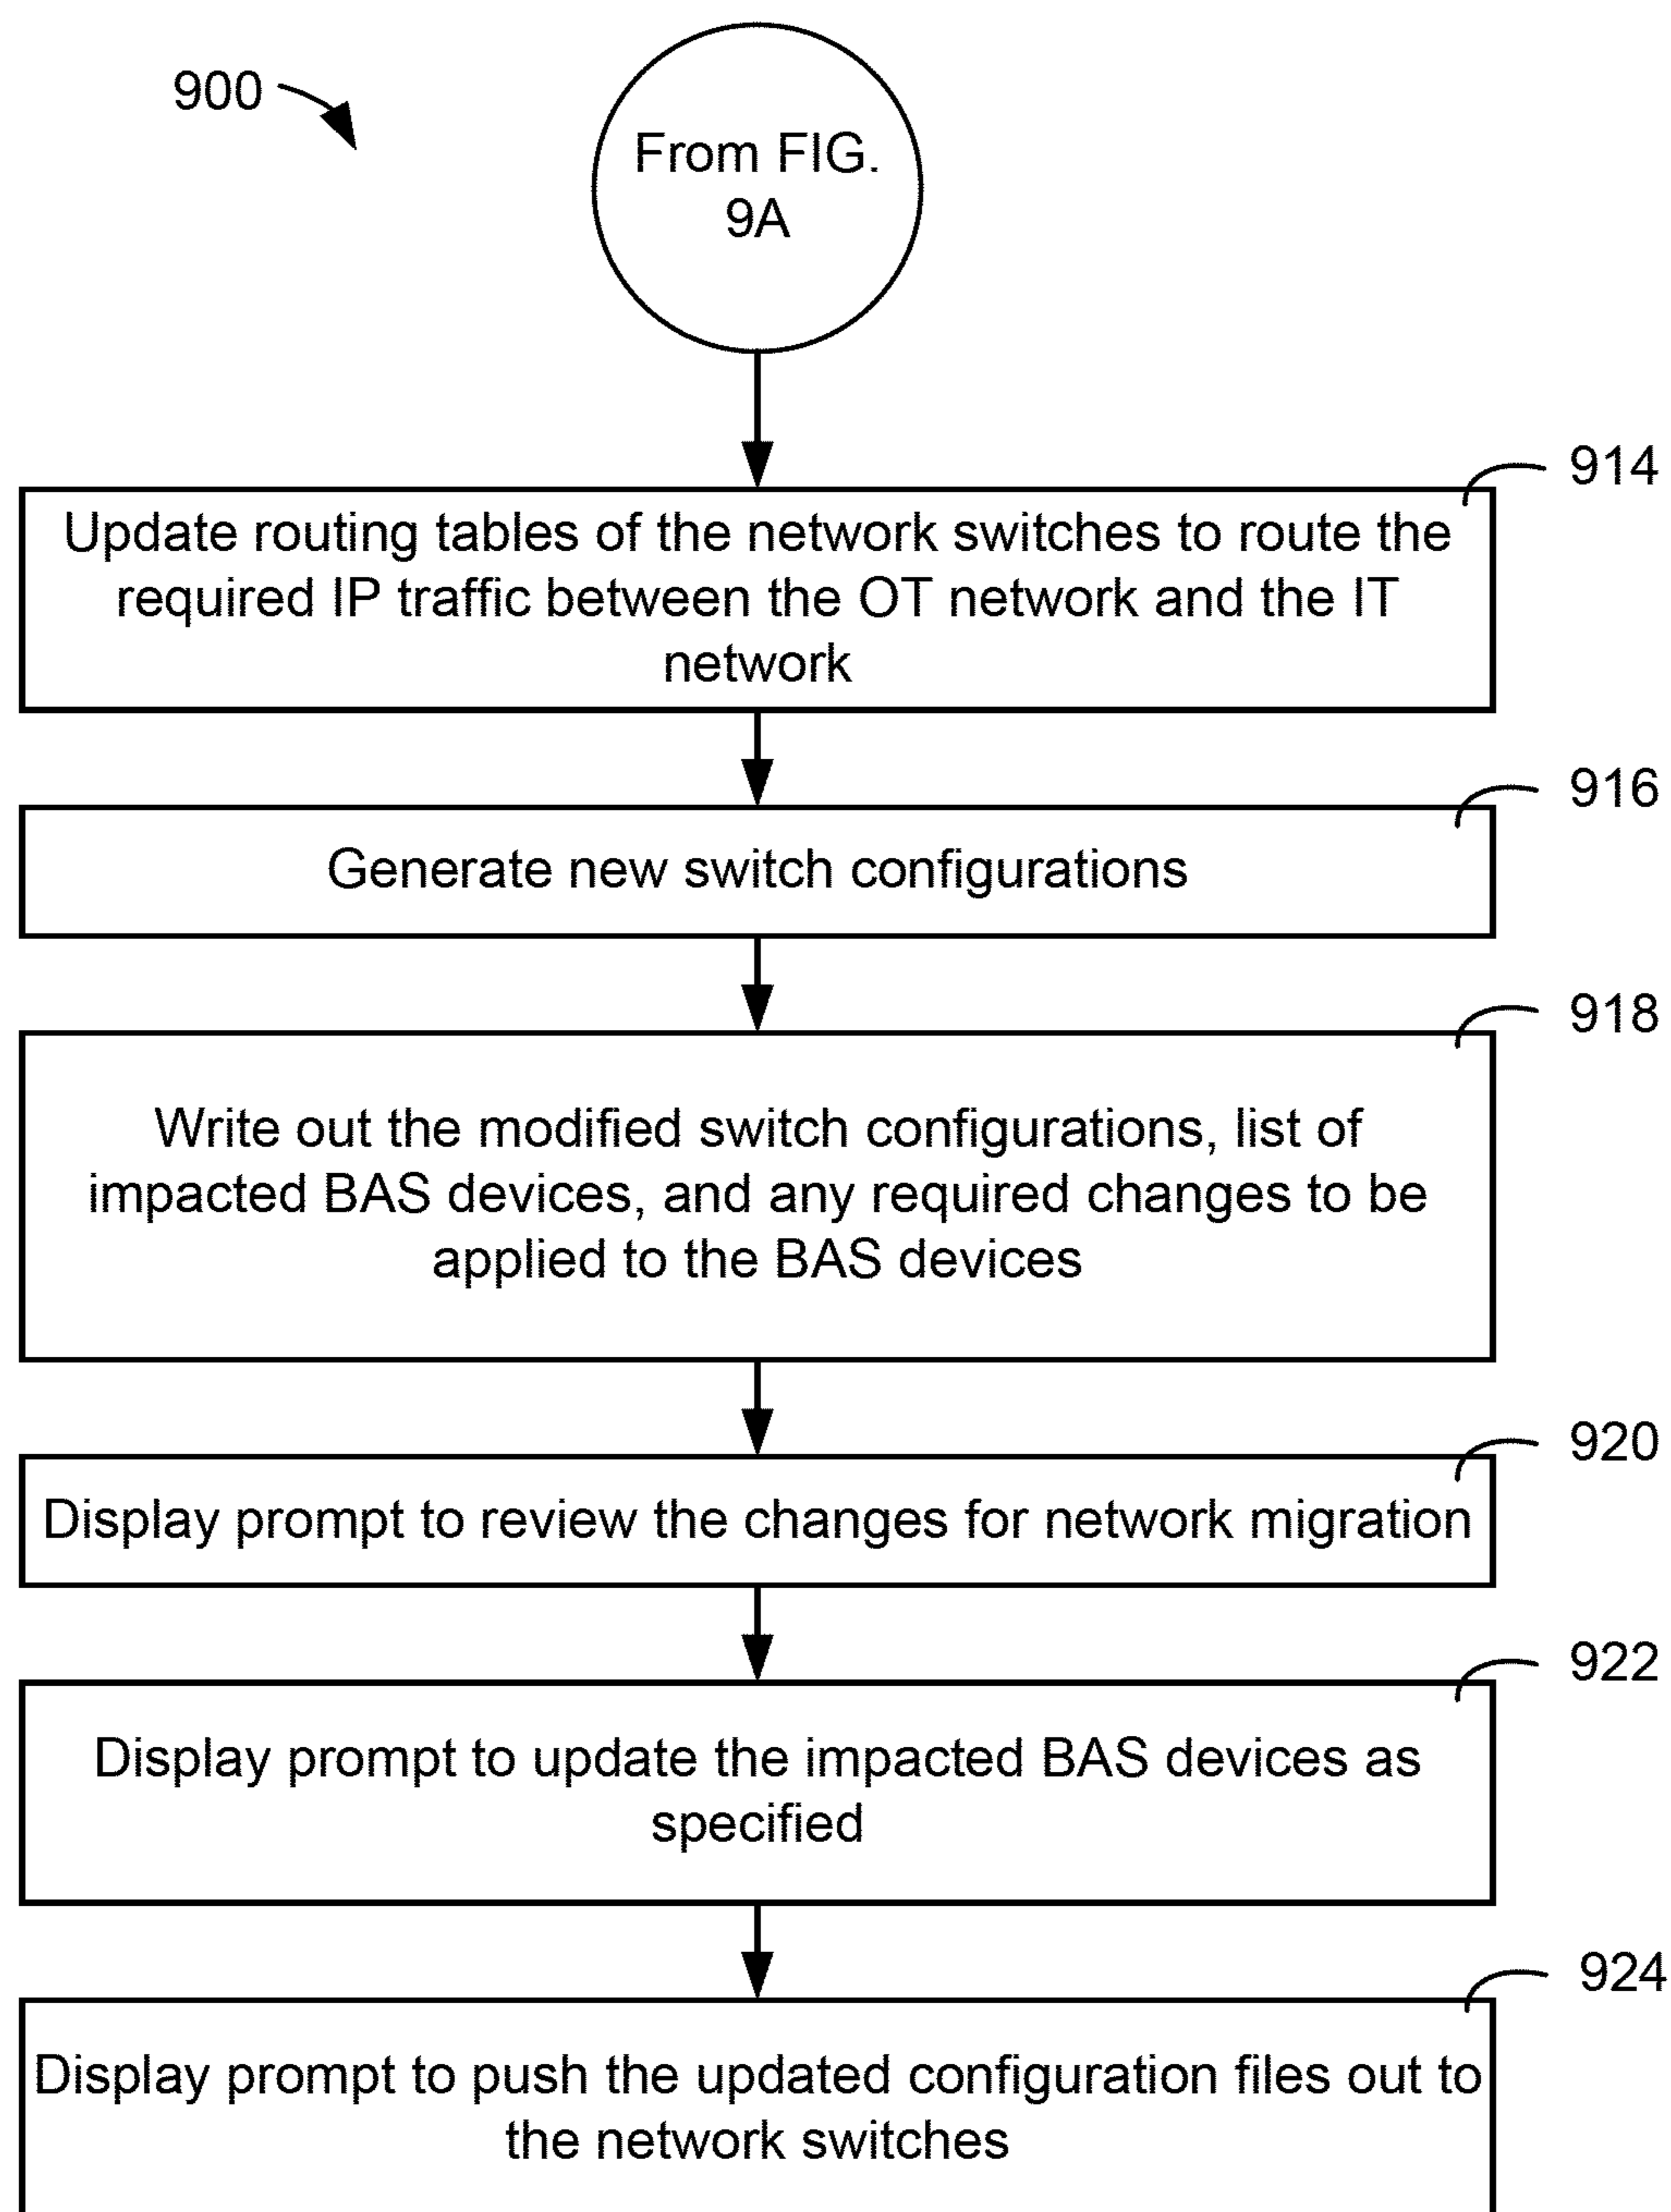 900
From FIG.
9A
914
Update routing tables of the network switches to route the
required IP traffic between the OT network and the IT
network
916
Generate new switch configurations
918
Write out the modified switch configurations, list of
impacted BAS devices, and any required changes to be
applied to the BAS devices
920
Display prompt to review the changes for network migration
922
Display prompt to update the impacted BAS devices as
specified
924
Display prompt to push the updated configuration files out to
the network switches